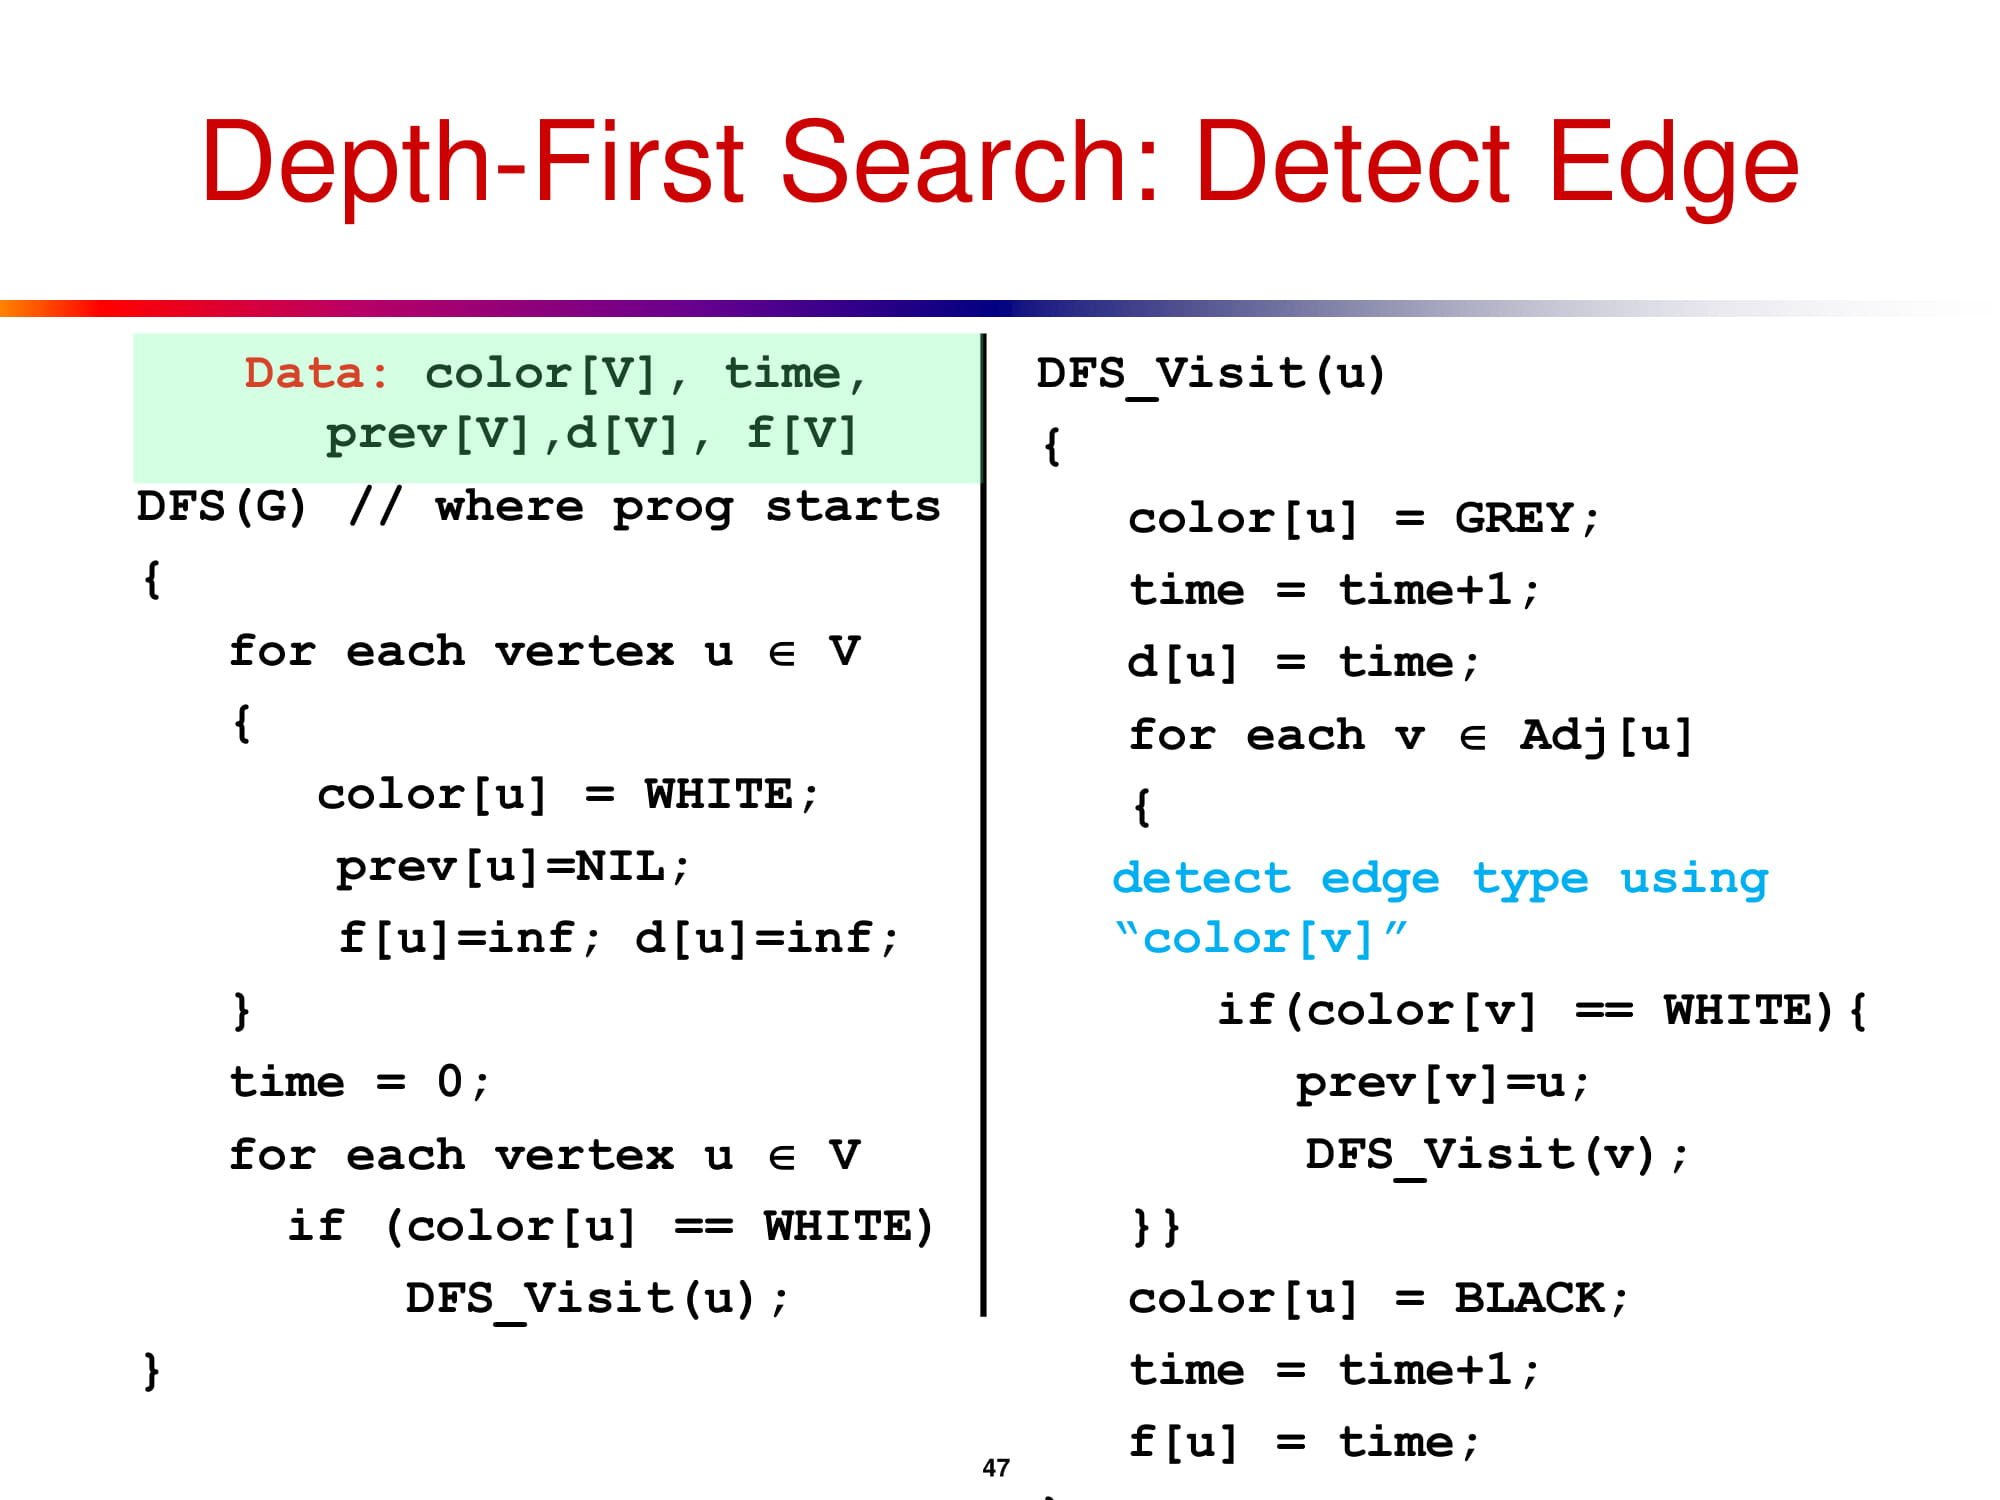 Depth-First Search: Detect Edge
Data: color[V], time,
prev[V],d[V], f[V]
DFS(G) // where prog starts
{
for each vertex u ∈ V
{
color[u] = WHITE;
prev[u]=NIL;
f[u]=inf; d[u]=inf;
}
time = 0;
for each vertex u ∈ V
if (color[u] == WHITE)
DFS_Visit(u);
}
DFS_Visit(u)
{
color[u] = GREY;
time = time+1;
d[u] = time;
for each v ∈ Adj[u]
{
detect edge type using
“color[v]”
if(color[v] == WHITE){
prev[v]=u;
DFS_Visit(v);
}}
color[u] = BLACK;
time = time+1;
f[u] = time;
47